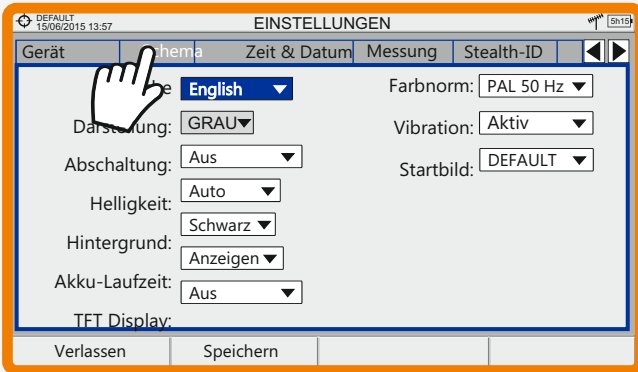 DEFAULT
15/06/2015 13:57
EINSTELLUNGEN
5h15
Gerät
Zeit & Datum
Messung
Stealth-ID
English
Farbnorm: PAL 50 Hz
GRAU
Vibration: Aktiv
Abschaltung: Aus
Startbild: DEFAULT
Helligkeit: Auto
Hintergrund: Schwarz
Akku-Laufzeit: Anzeigen
TFT Display: Aus
Verlassen
Speichern